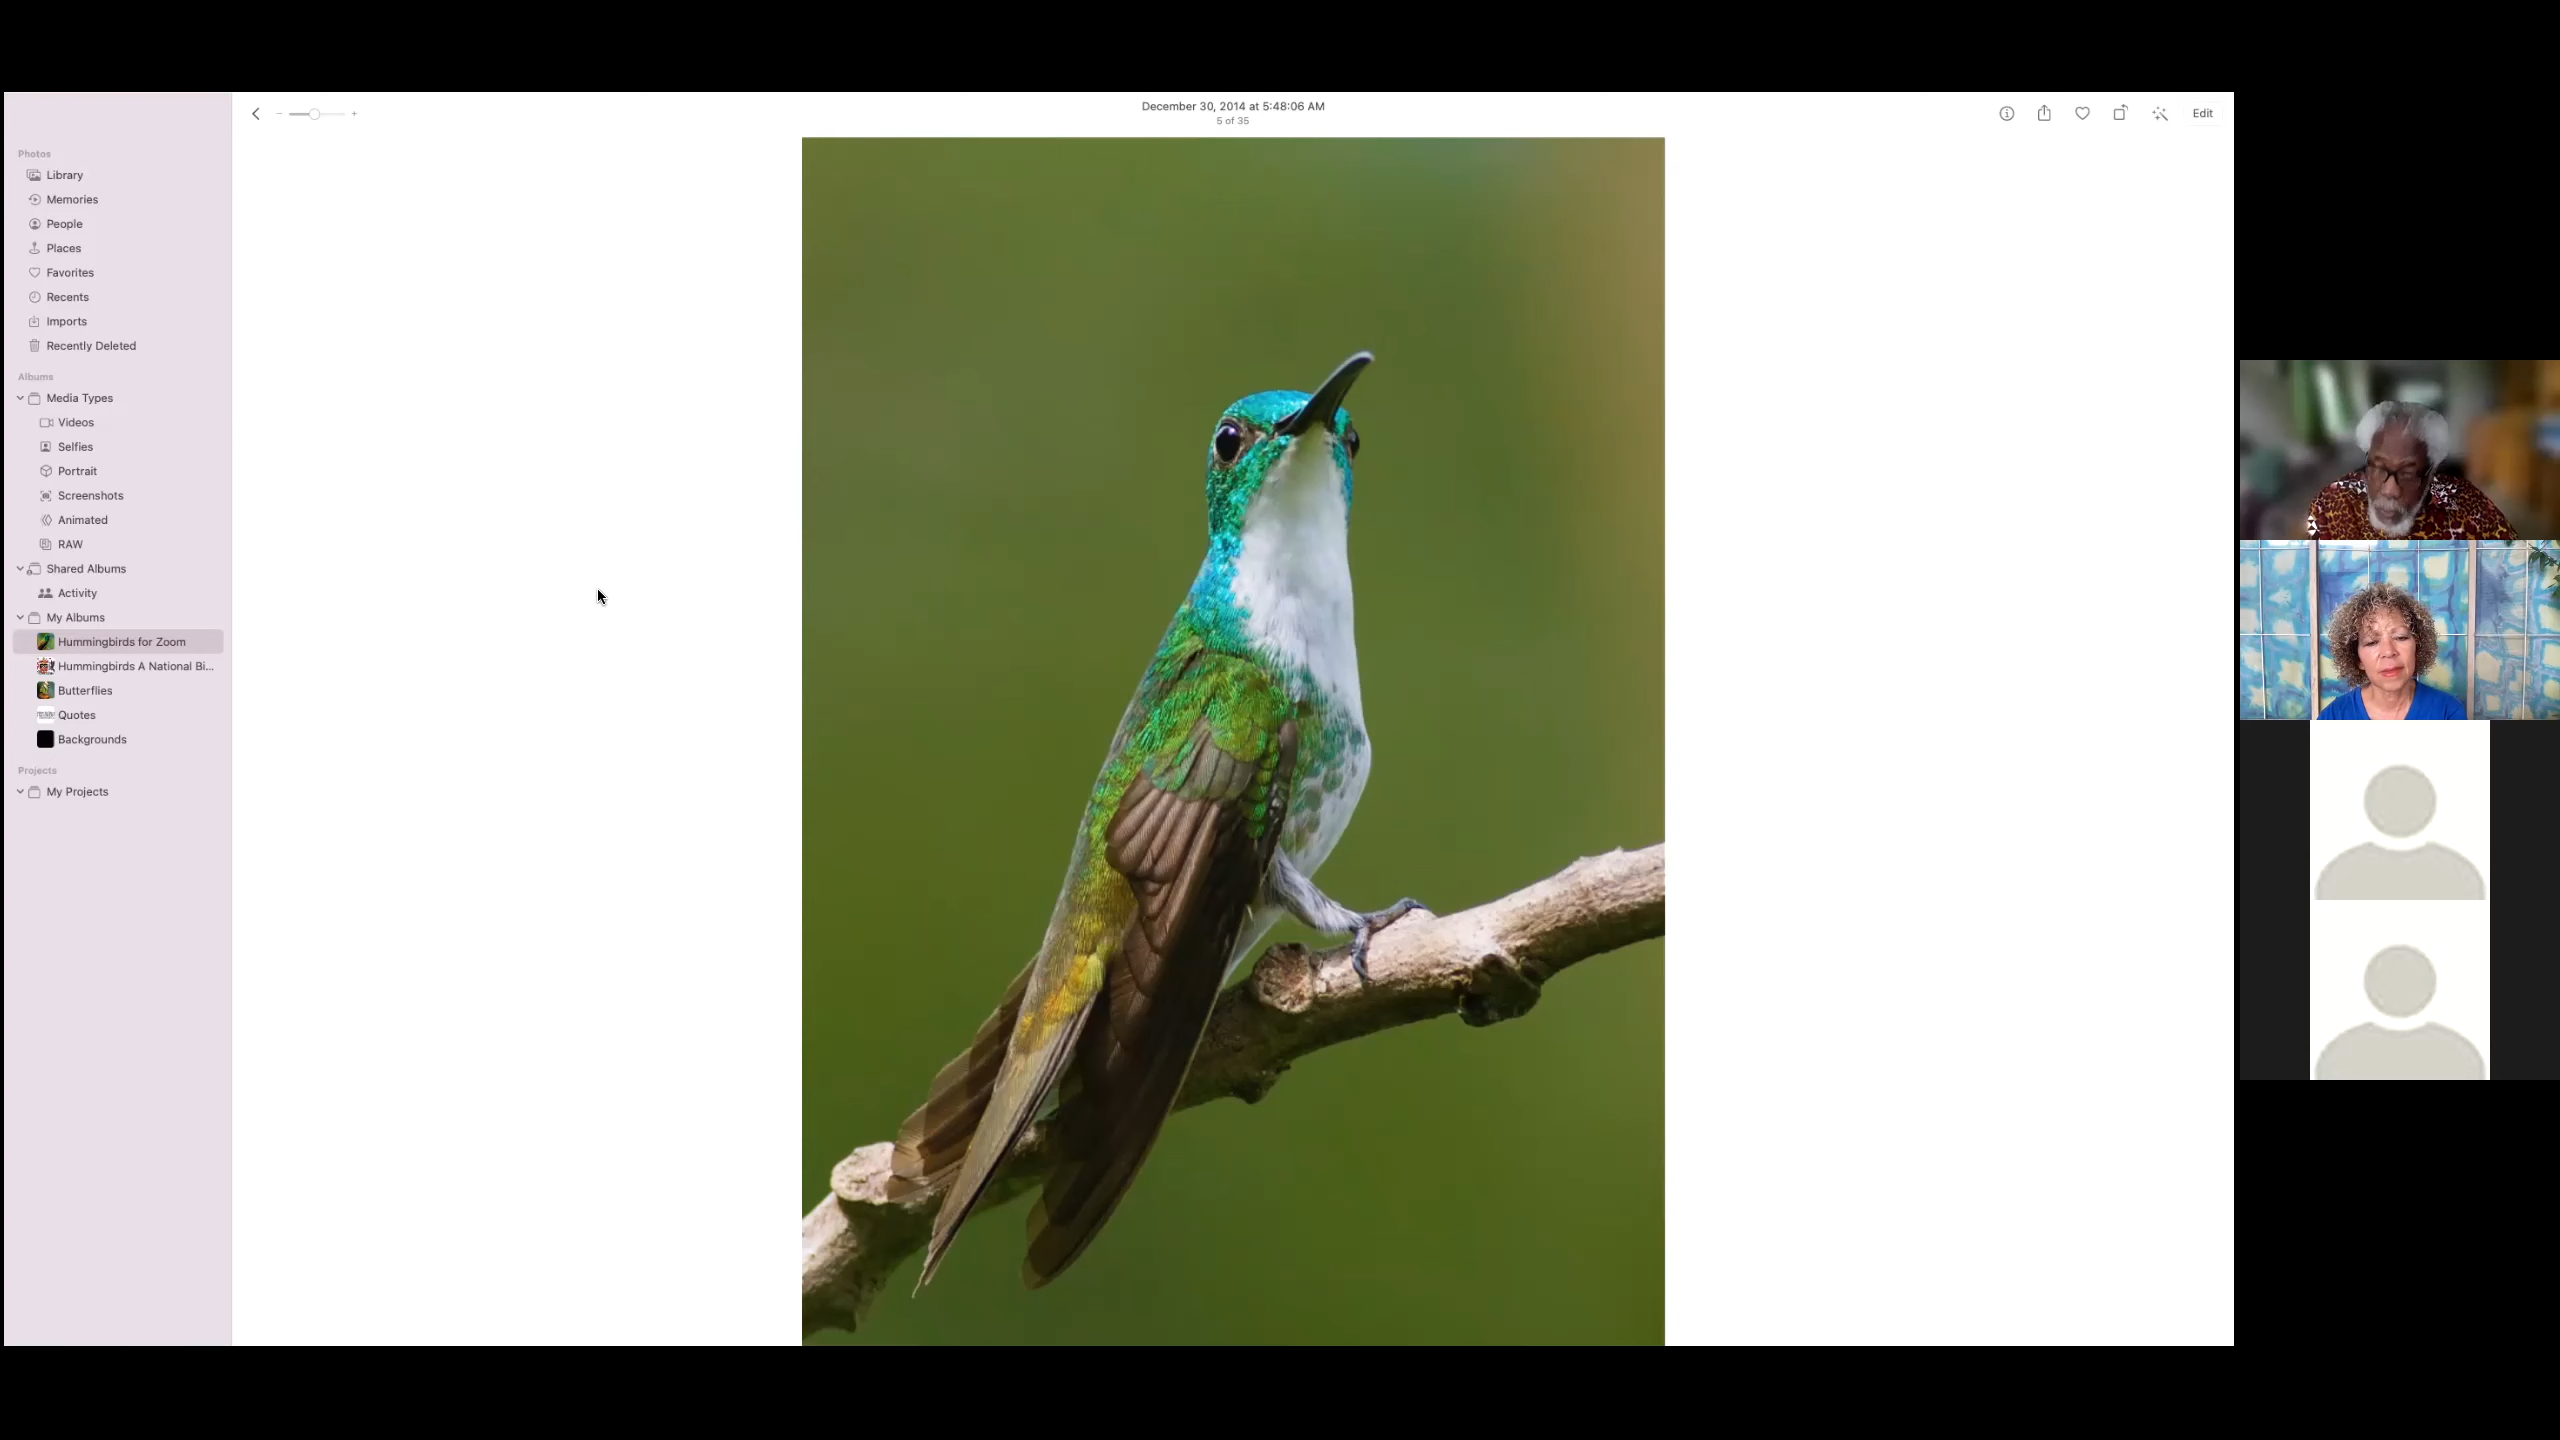 December 30, 2014 at 5:48:06 AM
5 of 35
Edit
Photos
Library
Memories
People
Places
Favorites
Recents
Imports
Recently Deleted
Albums
Media Types
Videos
Selfies
Portrait
Screenshots
Animated
RAW
Shared Albums
Activity
My Albums
Hummingbirds for Zoom
Hummingbirds A National Bi...
Butterflies
Quotes
Backgrounds
Projects
My Projects